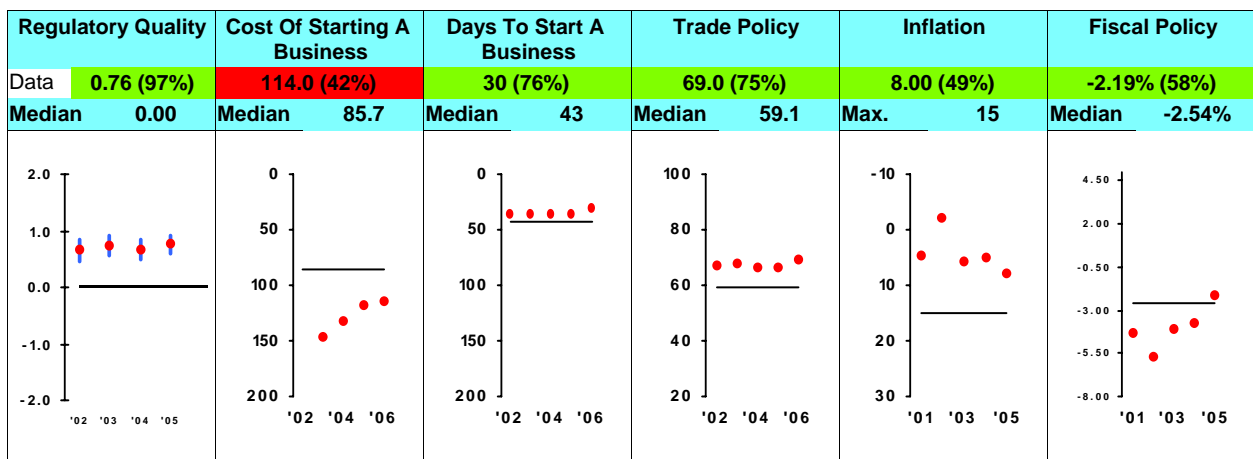 Regulatory Quality
Cost Of Starting A
Business
Days To Start A
Business
Trade Policy
Inflation
Fiscal Policy
Data 0.76 (97%) 114.0 (42%) 30 (76%) 69.0 (75%) 8.00 (49%) -2.19% (58%)
Median 0.00 Median 85.7 Median 43 Median 59.1 Max. 15 Median -2.54%
2.0
1.0
0.0
-1.0
-2.0
'02 '03 '04 '05
0
50
100
150
200
'02 '04 '06
0
50
100
150
200
'02 '04 '06
100
80
60
40
20
'02 '04 '06
-10
0
10
20
30
'01 '03 '05
4.50
2.00
-0.50
-3.00
-5.50
-8.00
'01 '03 '05